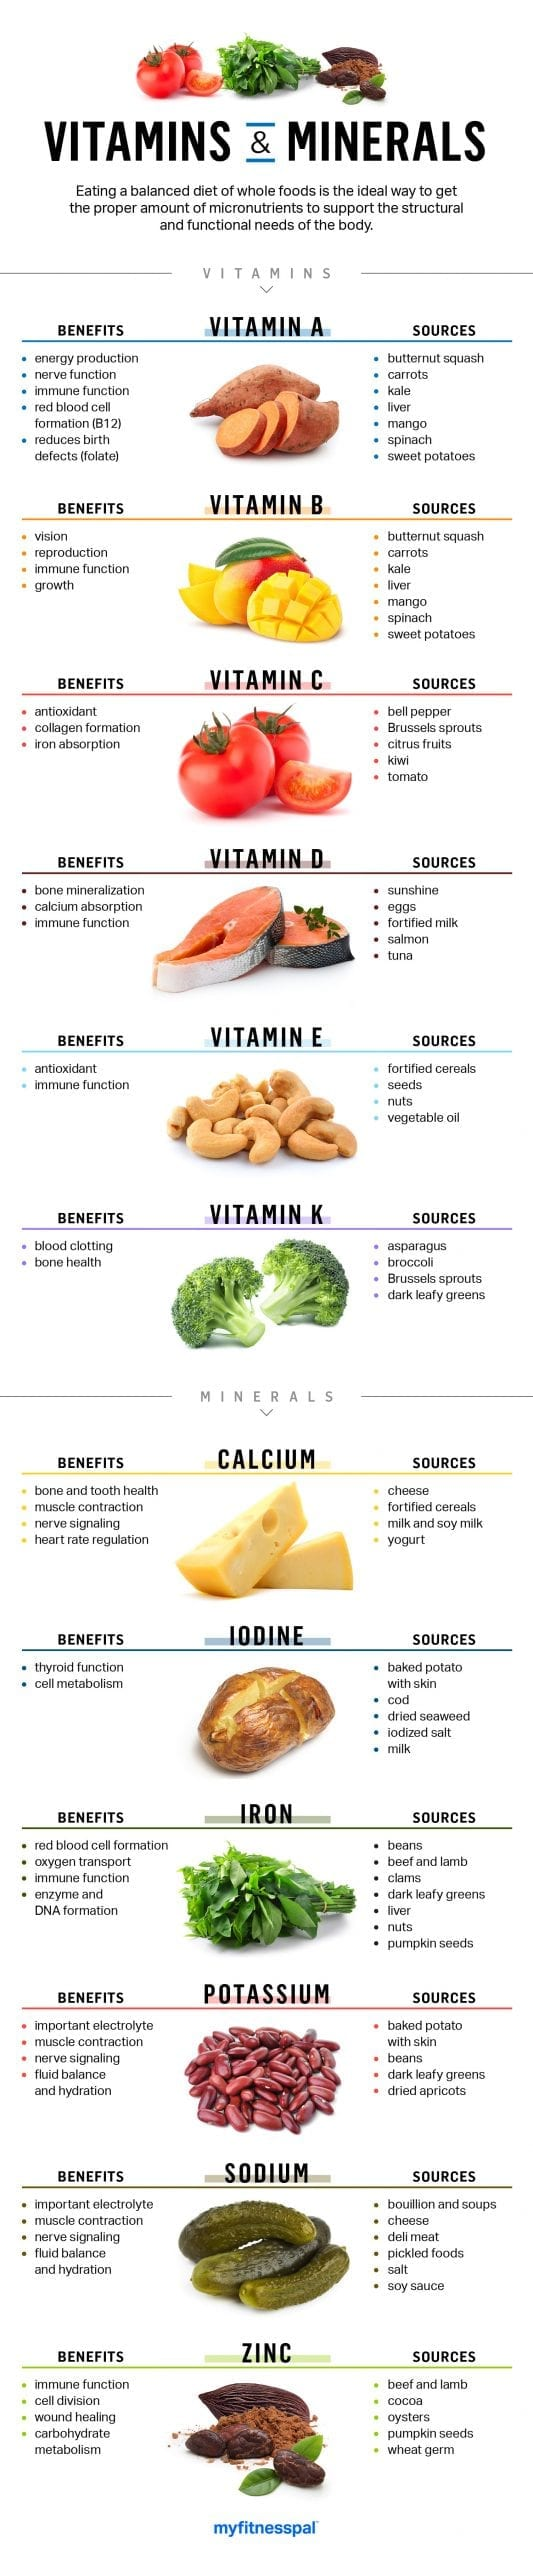 VITAMINS & MINERALS
Eating a balanced diet of whole foods is the ideal way to get
the proper amount of micronutrients to support the structural
and functional needs of the body.
VITAMINS
VITAMIN A
BENEFITS
energy production
nerve function
immune function
red blood cell
formation (B12)
reduces birth
defects (folate)
SOURCES
butternut squash
carrots
kale
liver
mango
spinach
sweet potatoes
VITAMIN B
BENEFITS
vision
reproduction
immune function
growth
SOURCES
butternut squash
carrots
kale
liver
mango
spinach
sweet potatoes
VITAMIN C
BENEFITS
antioxidant
collagen formation
iron absorption
SOURCES
bell pepper
Brussels sprouts
citrus fruits
kiwi
tomato
VITAMIN D
BENEFITS
bone mineralization
calcium absorption
immune function
SOURCES
sunshine
eggs
fortified milk
salmon
tuna
VITAMIN E
BENEFITS
antioxidant
immune function
SOURCES
fortified cereals
seeds
nuts
vegetable oil
VITAMIN K
BENEFITS
blood clotting
bone health
SOURCES
asparagus
broccoli
Brussels sprouts
dark leafy greens
MINERALS
CALCIUM
BENEFITS
bone and tooth health
muscle contraction
nerve signaling
heart rate regulation
SOURCES
cheese
fortified cereals
milk and soy milk
yogurt
IODINE
BENEFITS
thyroid function
cell metabolism
SOURCES
baked potato
with skin
cod
dried seaweed
iodized salt
milk
IRON
BENEFITS
red blood cell formation
oxygen transport
immune function
enzyme and
DNA formation
SOURCES
beans
beef and lamb
clams
dark leafy greens
liver
nuts
pumpkin seeds
POTASSIUM
BENEFITS
important electrolyte
muscle contraction
nerve signaling
fluid balance
and hydration
SOURCES
baked potato
with skin
beans
dark leafy greens
dried apricots
SODIUM
BENEFITS
important electrolyte
muscle contraction
nerve signaling
fluid balance
and hydration
SOURCES
bouillion and soups
cheese
deli meat
pickled foods
salt
soy sauce
ZINC
BENEFITS
immune function
cell division
wound healing
carbohydrate
metabolism
SOURCES
beef and lamb
cocoa
oysters
pumpkin seeds
wheat germ
myfitnesspal